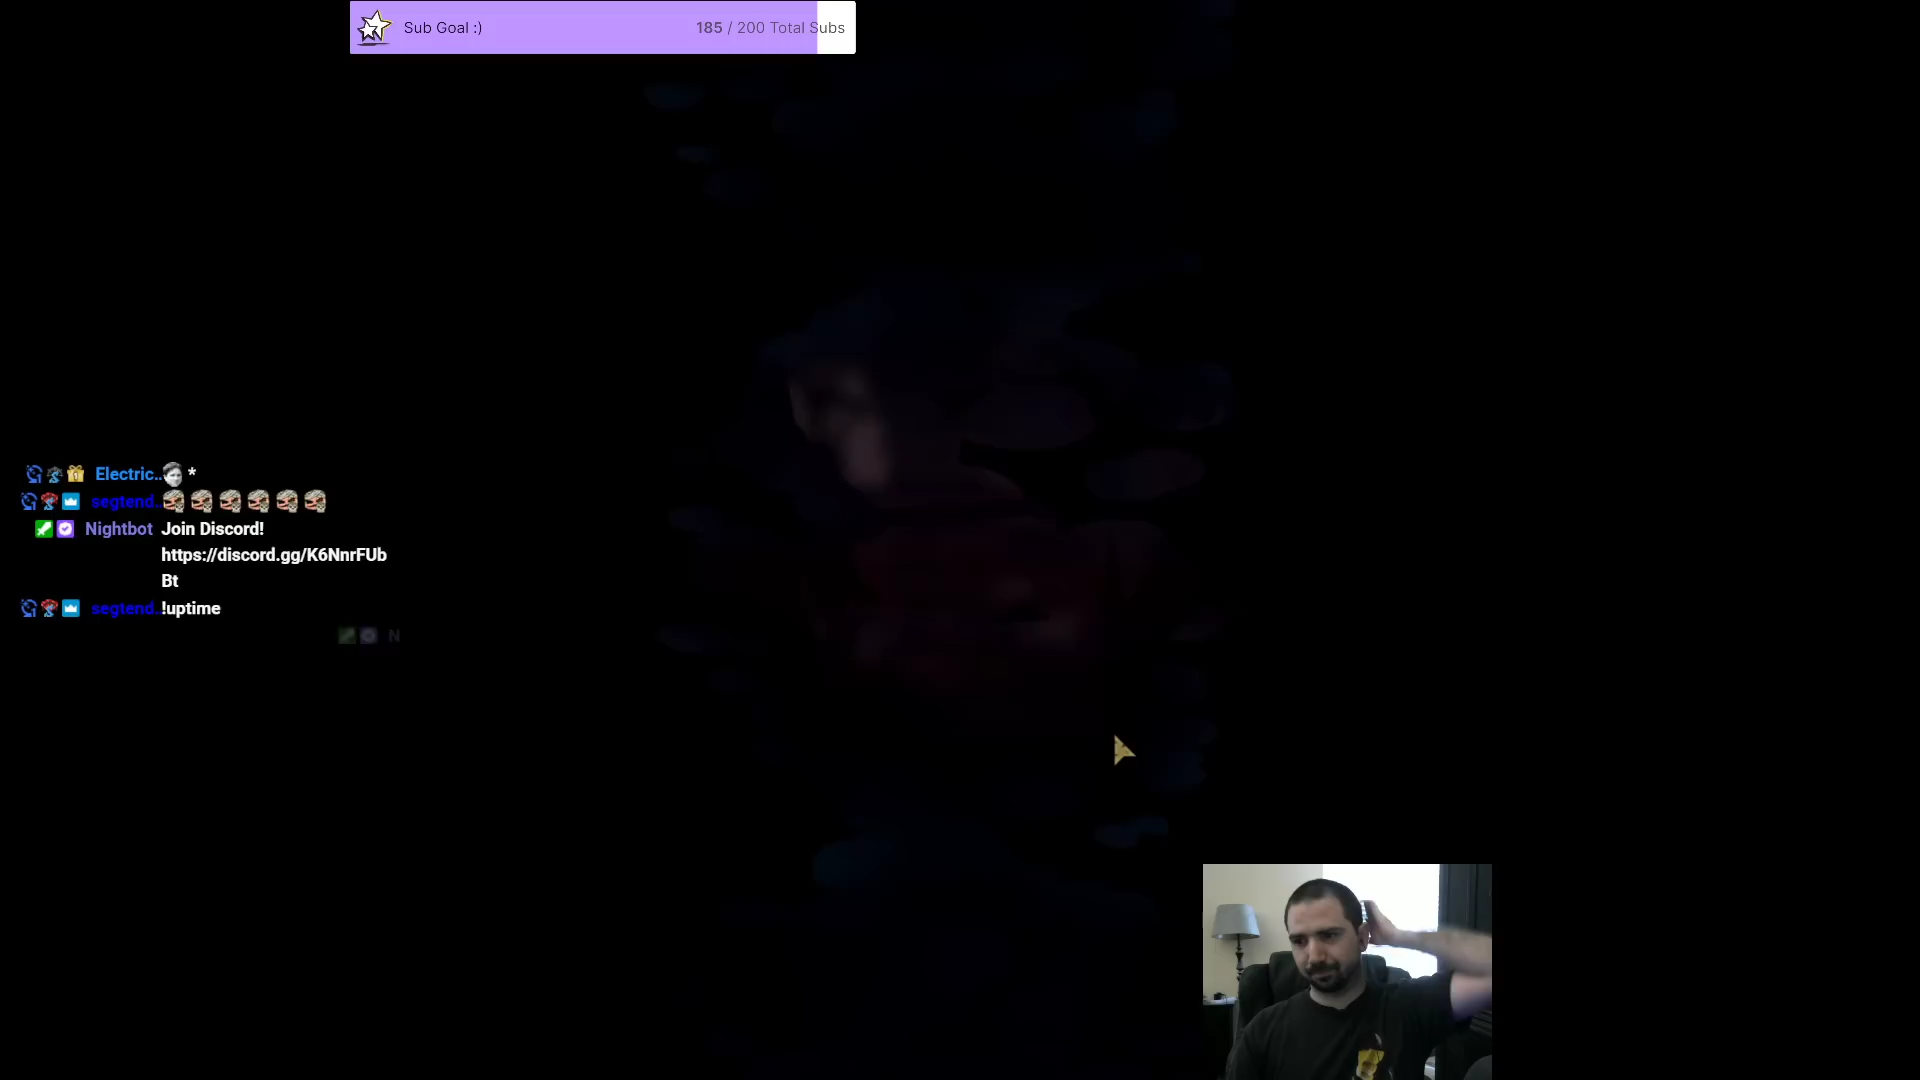 Sub Goal :) 185 / 200 Total Subs
Electric.. *
segtend..
Nightbot Join Discord!
https://discord.gg/K6NnrFUb
Bt
segtend.. !uptime
N